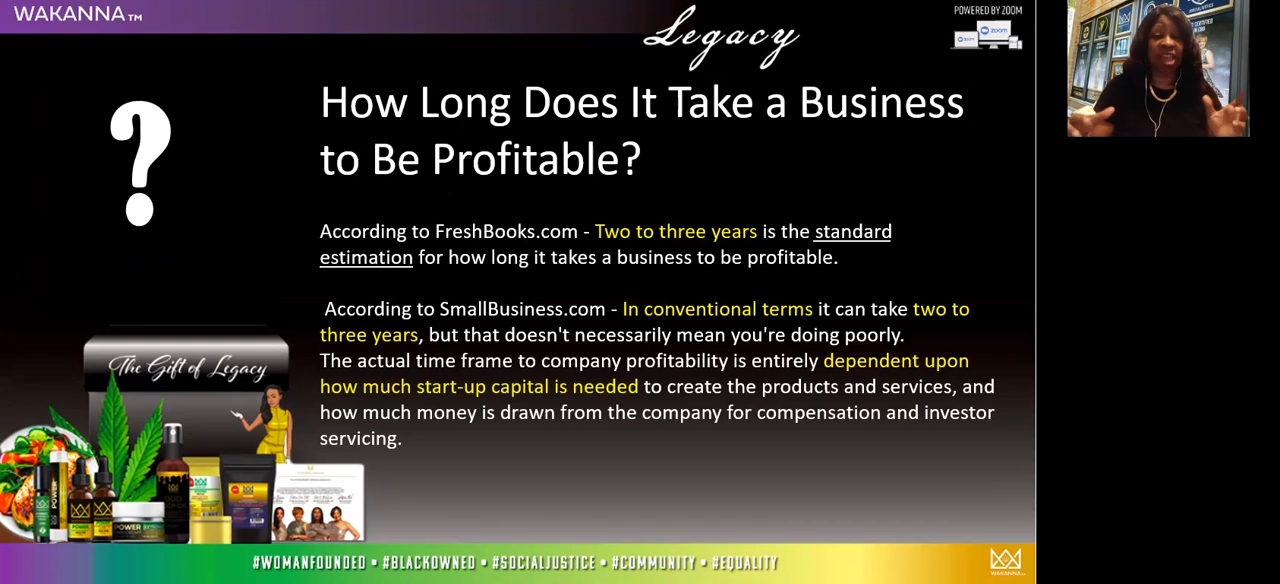 WAKANNA™
Legacy
POWERED BY ZOOM
zoom
zoom
How Long Does It Take a Business
to Be Profitable?
According to FreshBooks.com - Two to three years is the standard
estimation for how long it takes a business to be profitable.
According to SmallBusiness.com - In conventional terms it can take two to
three years, but that doesn't necessarily mean you're doing poorly.
The actual time frame to company profitability is entirely dependent upon
how much start-up capital is needed to create the products and services, and
how much money is drawn from the company for compensation and investor
servicing.
?
The Gift of Legacy
POWER
POWER
#WOMANFOUNDED • #BLACKOWNED • #SOCIALJUSTICE • #COMMUNITY • #EQUALITY
WAKANNA